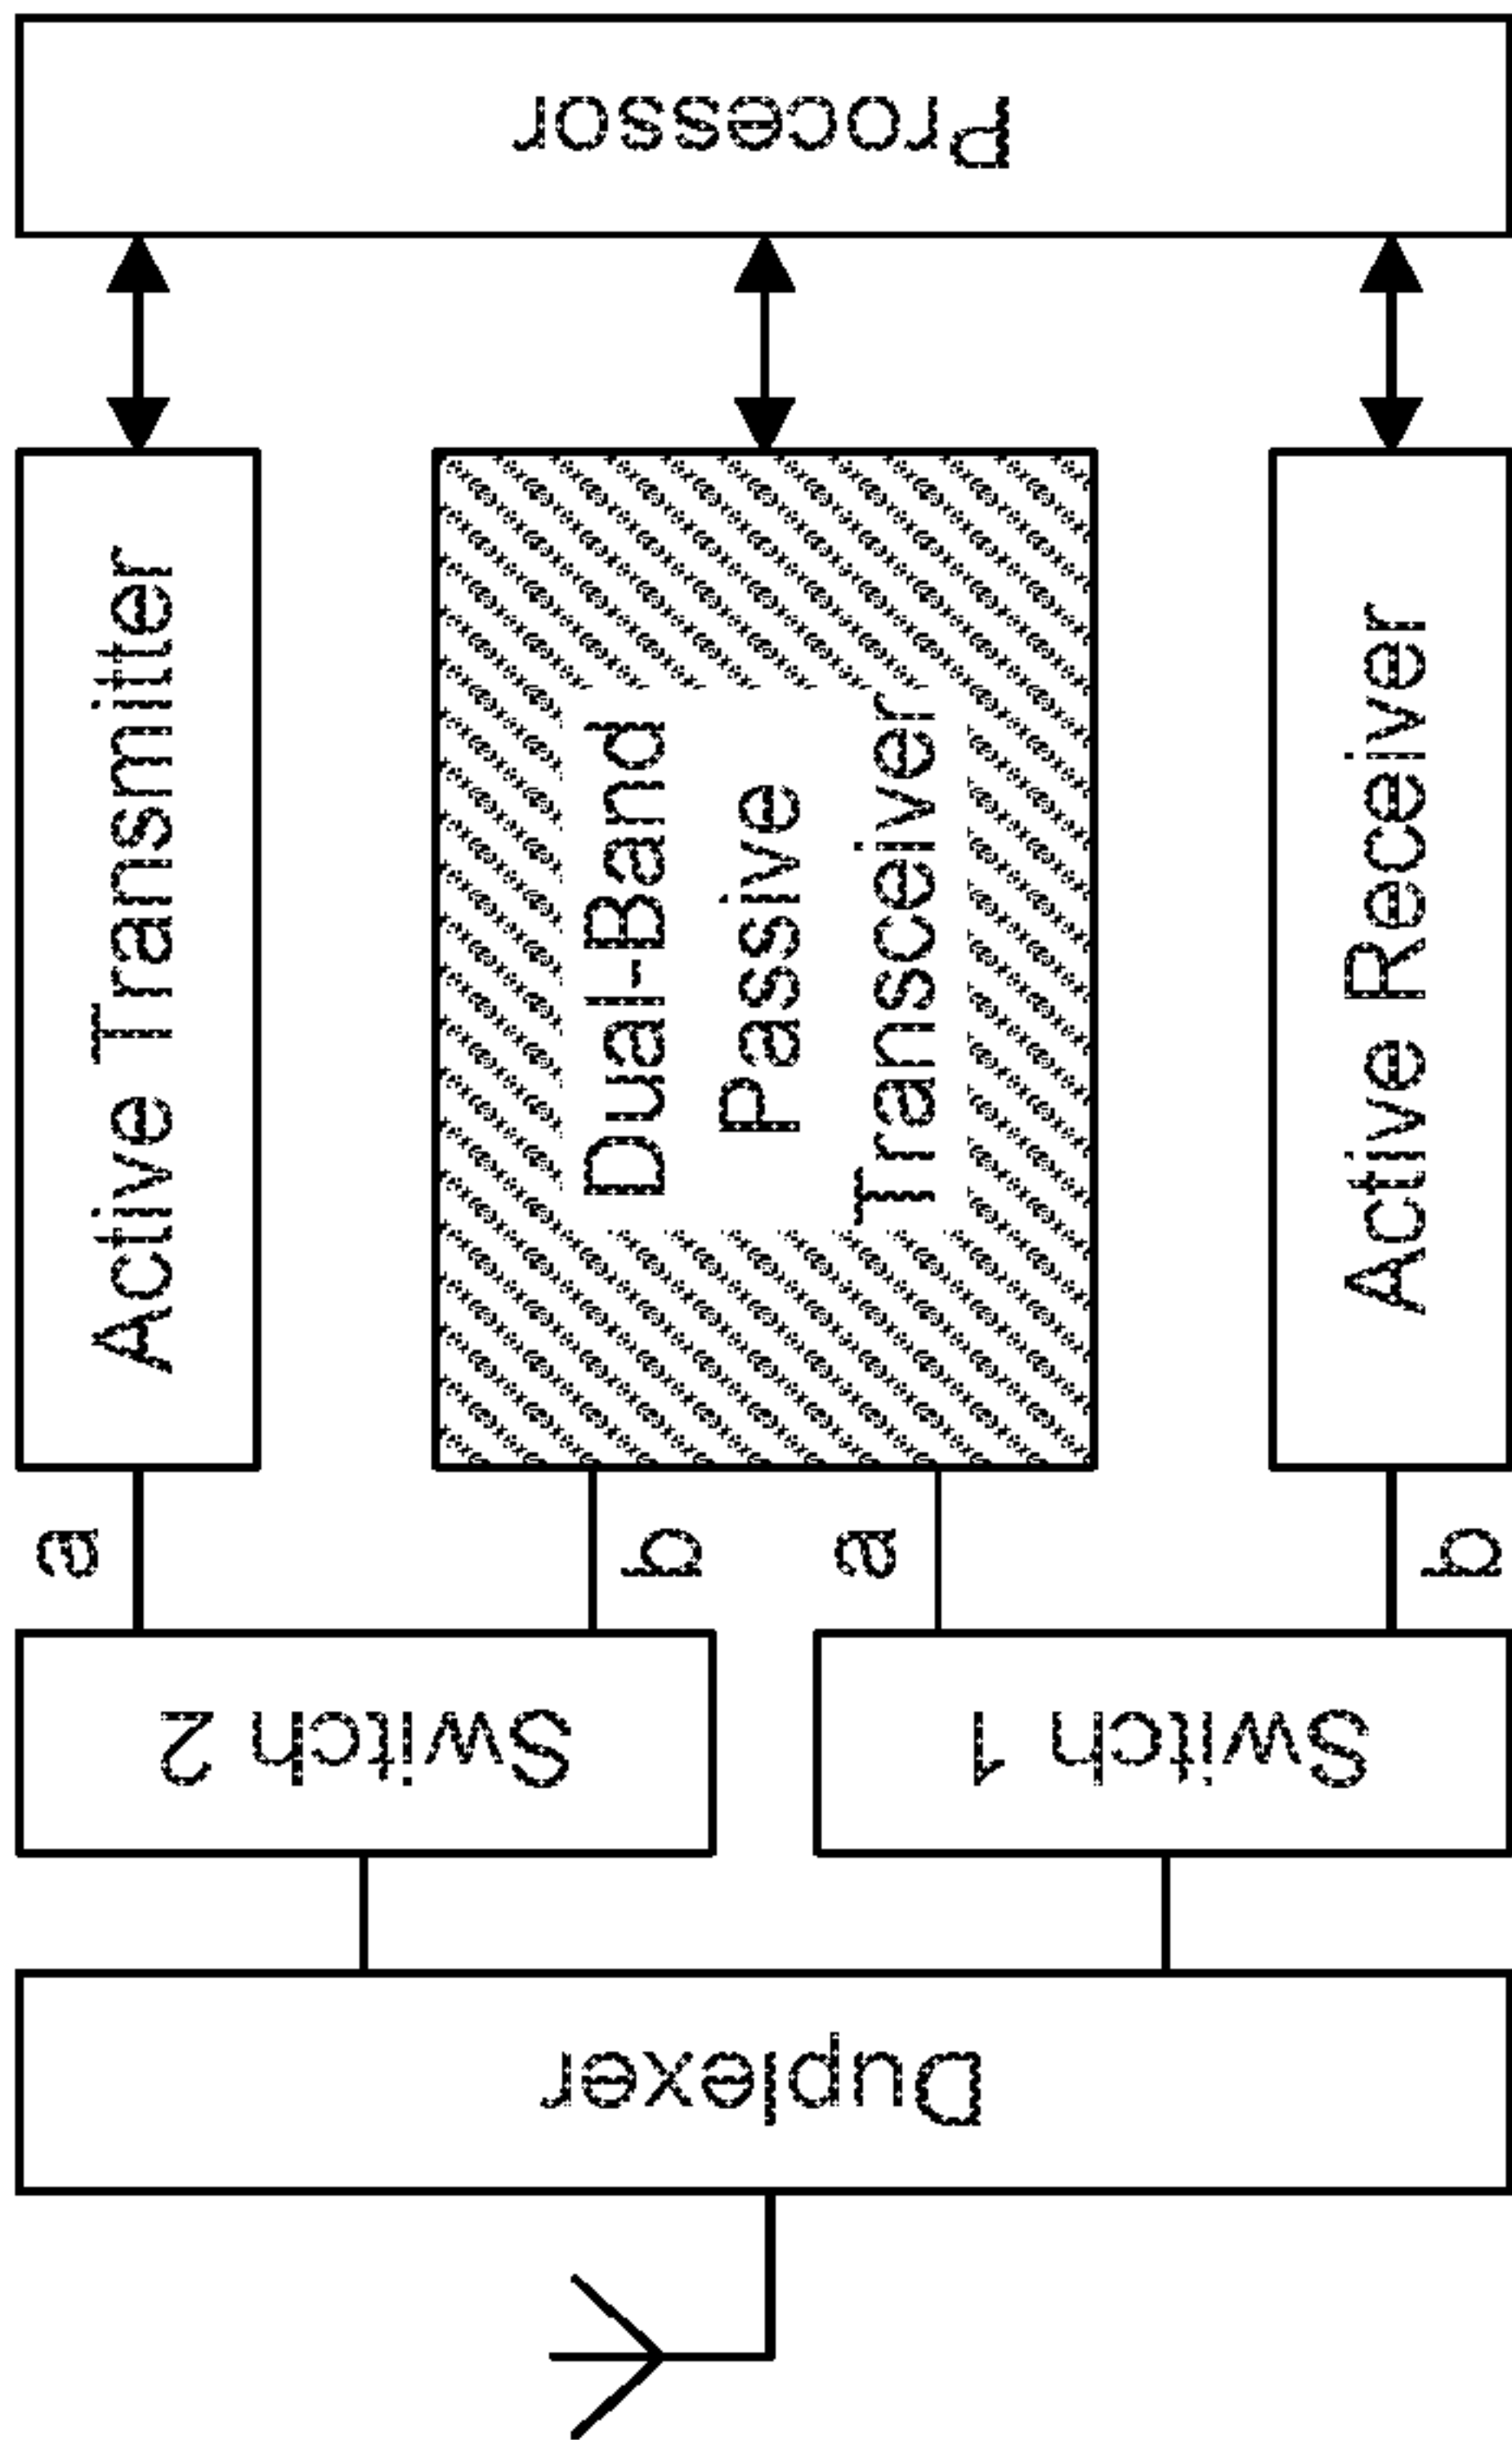 Active Transmitter
Dual-Band
Passive
Transceiver
Active Receiver
a
b
a
b
Switch 2
Switch 1
Duplexer
Processor